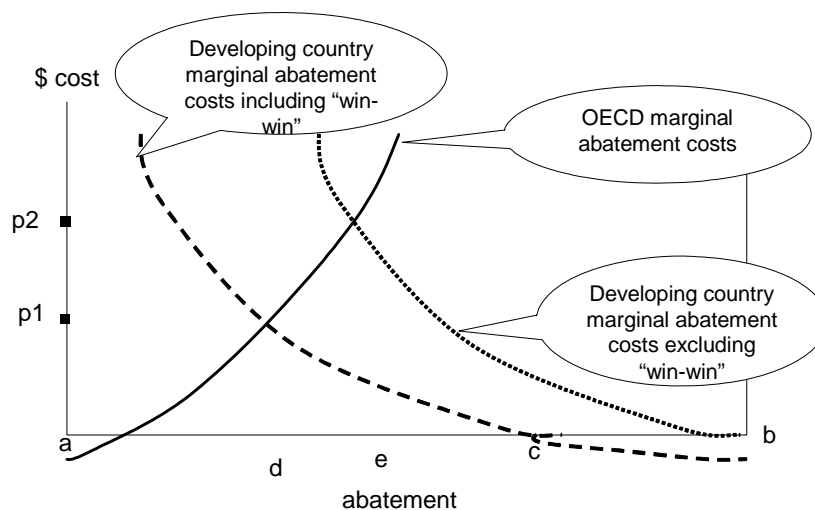 Developing country
marginal abatement
costs including “win-
win”
$ cost
OECD marginal
abatement costs
p2
p1
Developing country
marginal abatement
costs excluding
“win-win”
a
d
e
c
b
abatement